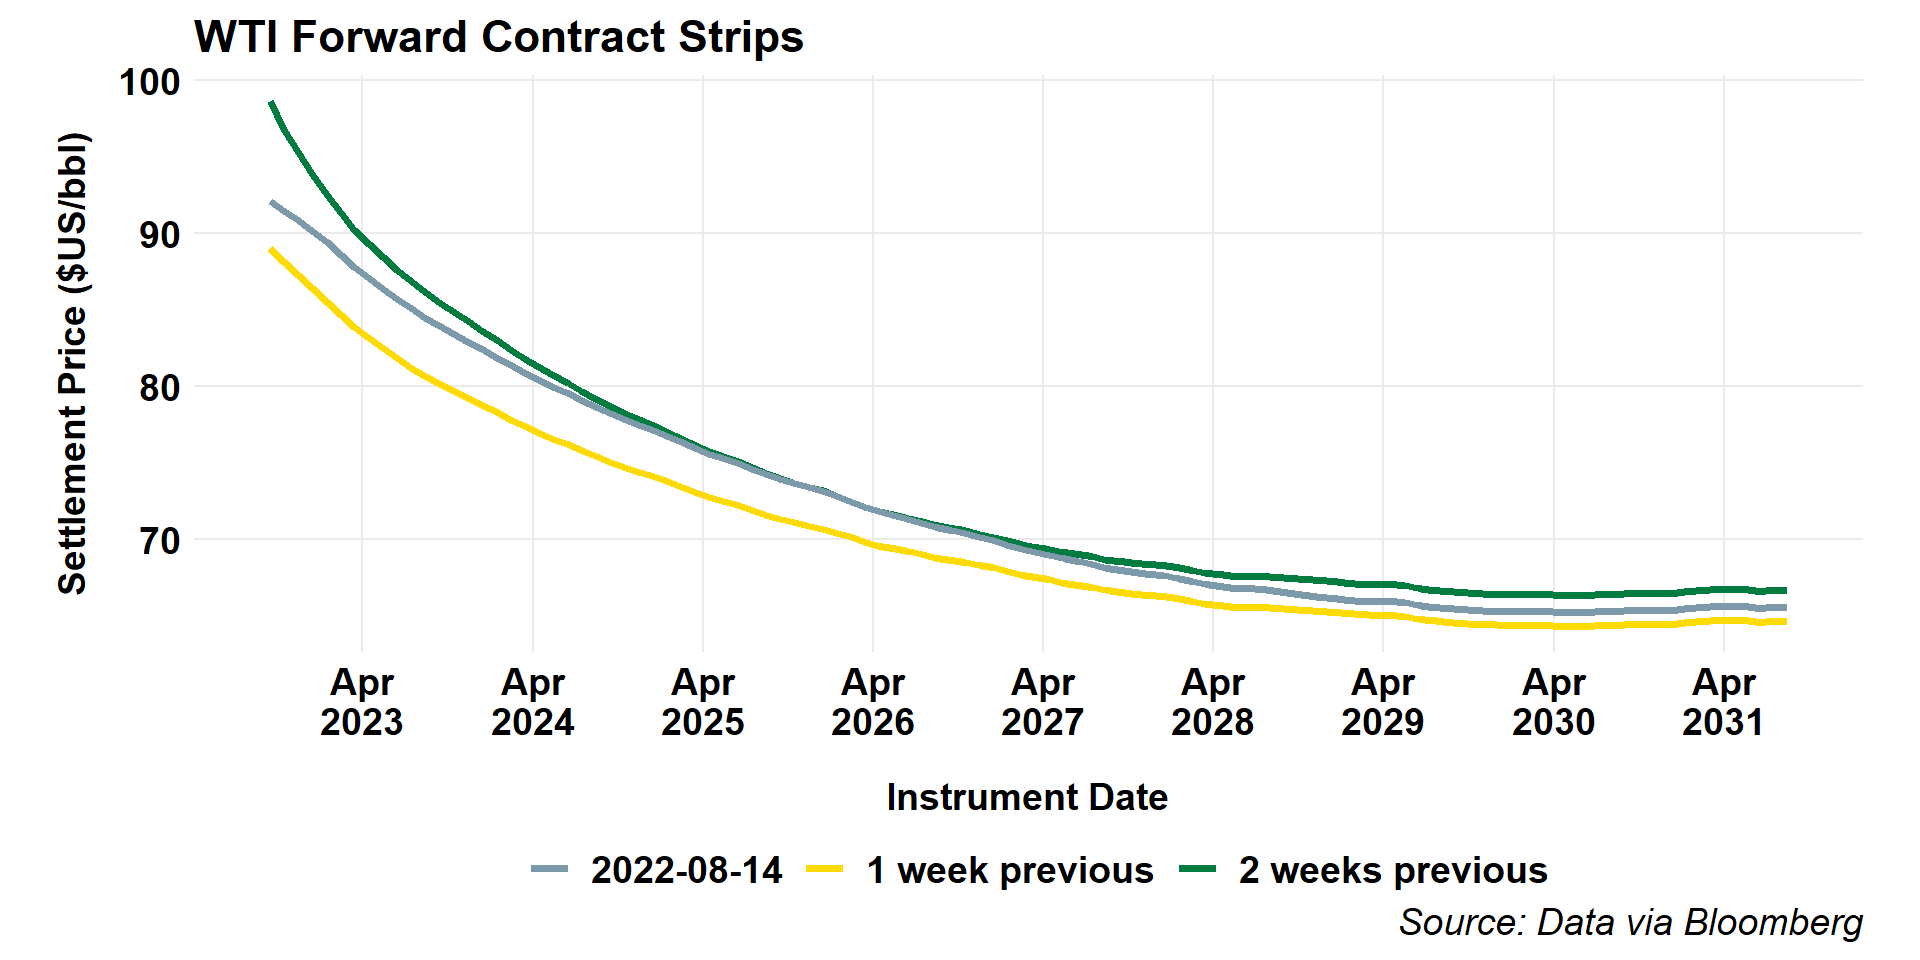 WTI Forward Contract Strips
Settlement Price ($US/bbl)
100
90
80
70
Apr 2023
Apr 2024
Apr 2025
Apr 2026
Apr 2027
Apr 2028
Apr 2029
Apr 2030
Apr 2031
Instrument Date
2022-08-14 1 week previous 2 weeks previous
Source: Data via Bloomberg